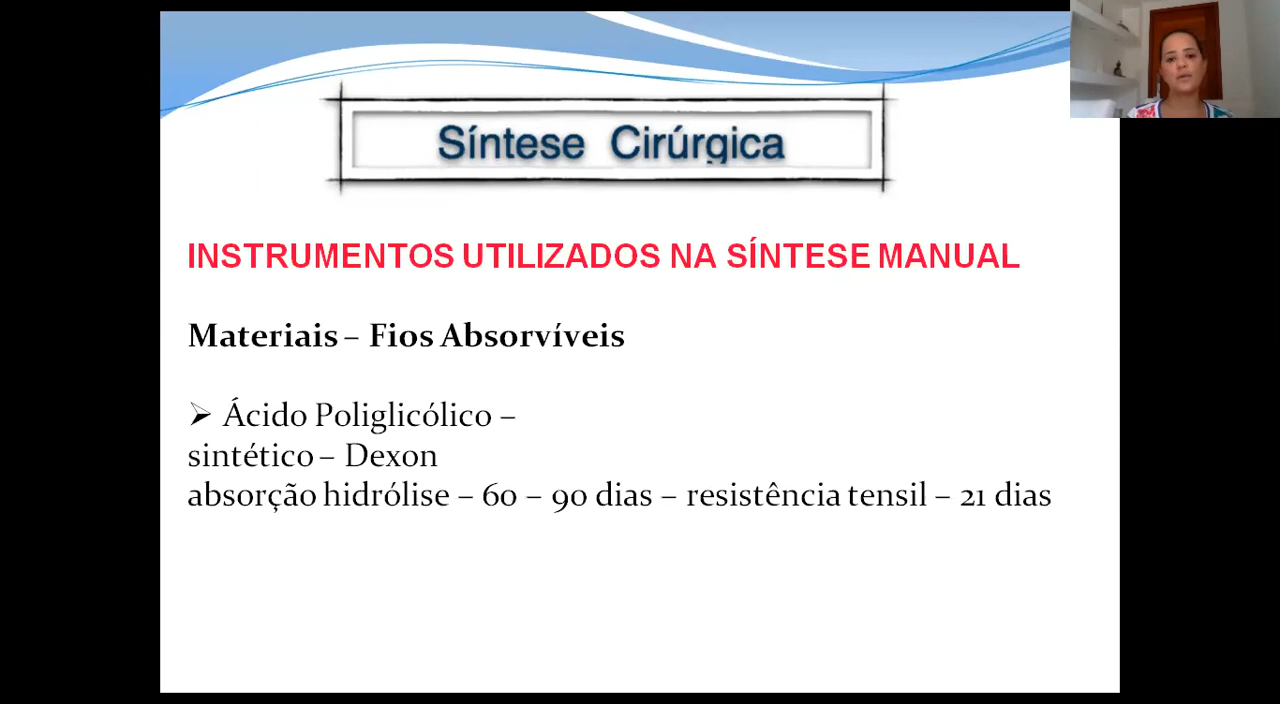 Síntese Cirúrgica
INSTRUMENTOS UTILIZADOS NA SÍNTESE MANUAL
Materiais – Fios Absorvíveis
➢ Ácido Poliglicólico –
sintético – Dexon
absorção hidrólise – 60 – 90 dias – resistência tensil – 21 dias